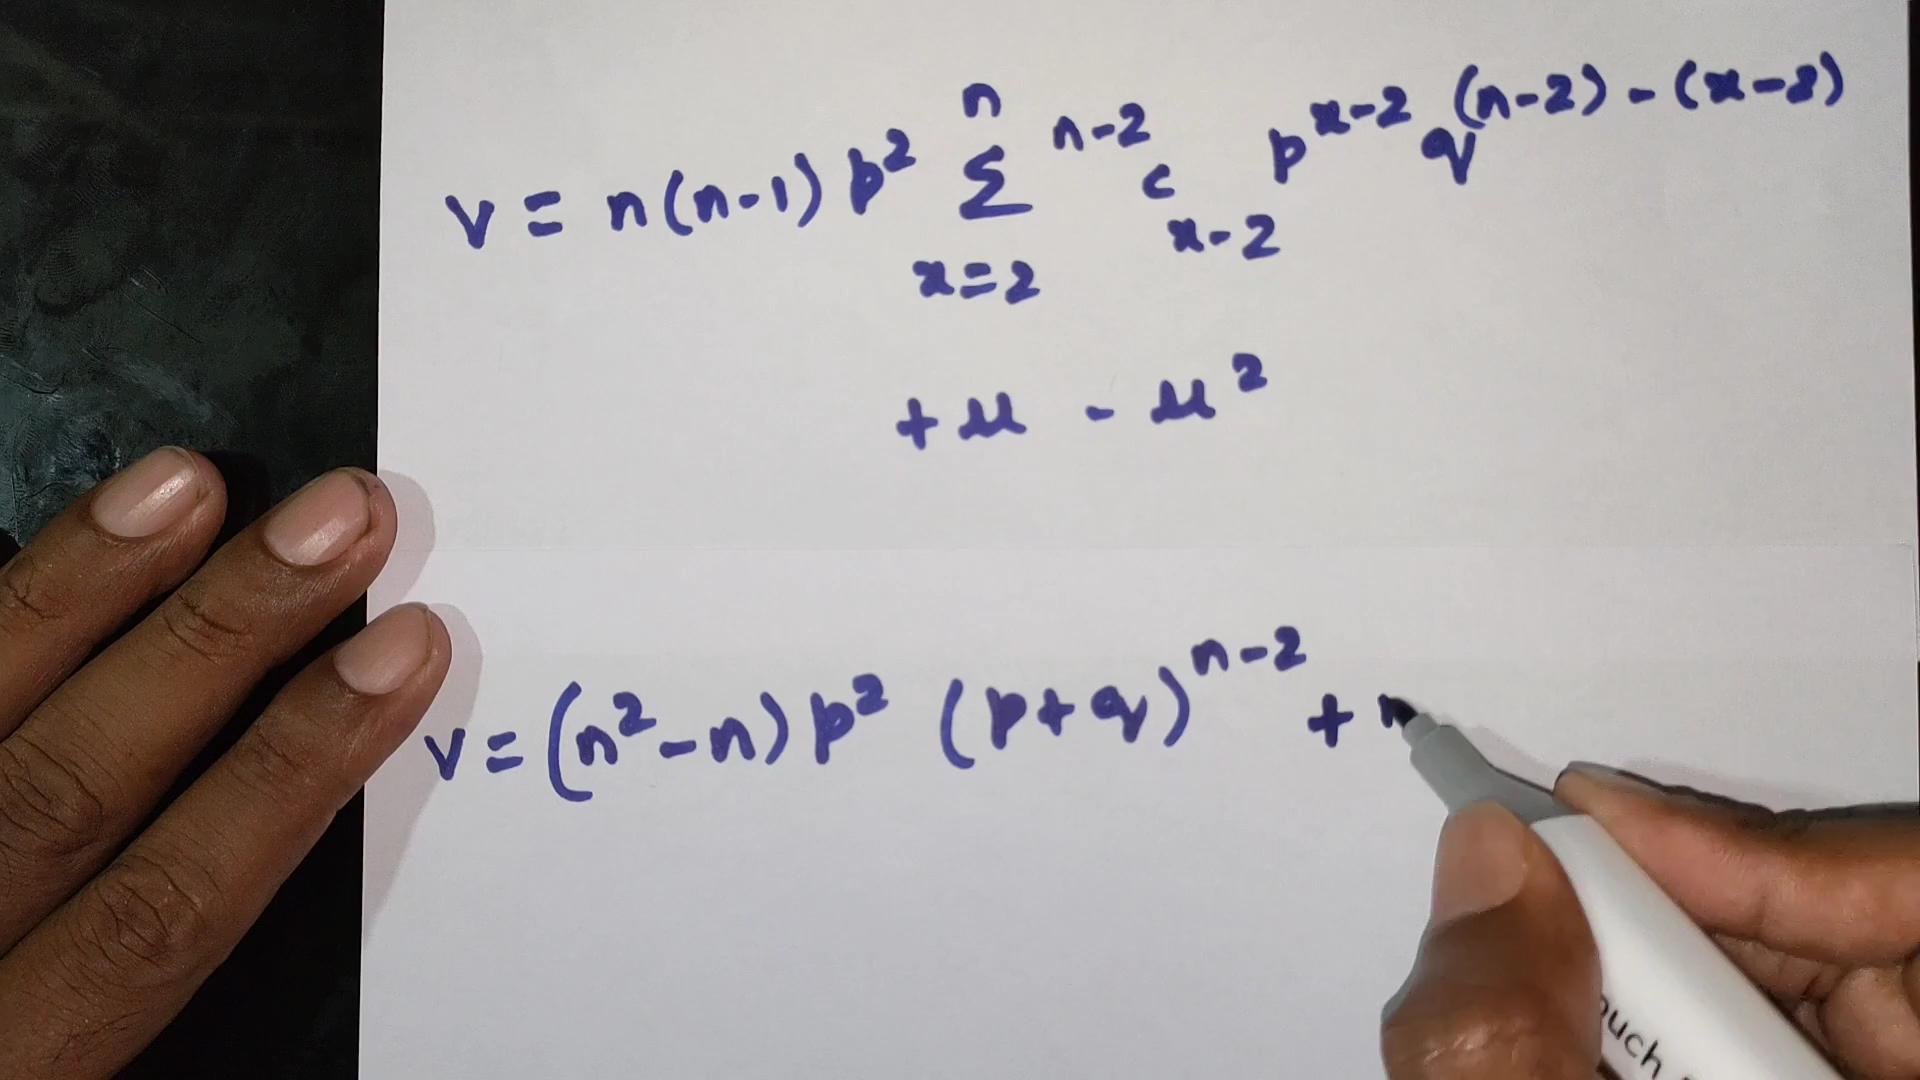 V = n(n-1) p² Σ_{x=2}^{n} ^{n-2}C_{x-2} p^{x-2} q^{(n-2)-(x-2)}
+ μ - μ²
V = (n²-n) p² (p+q)^{n-2} +